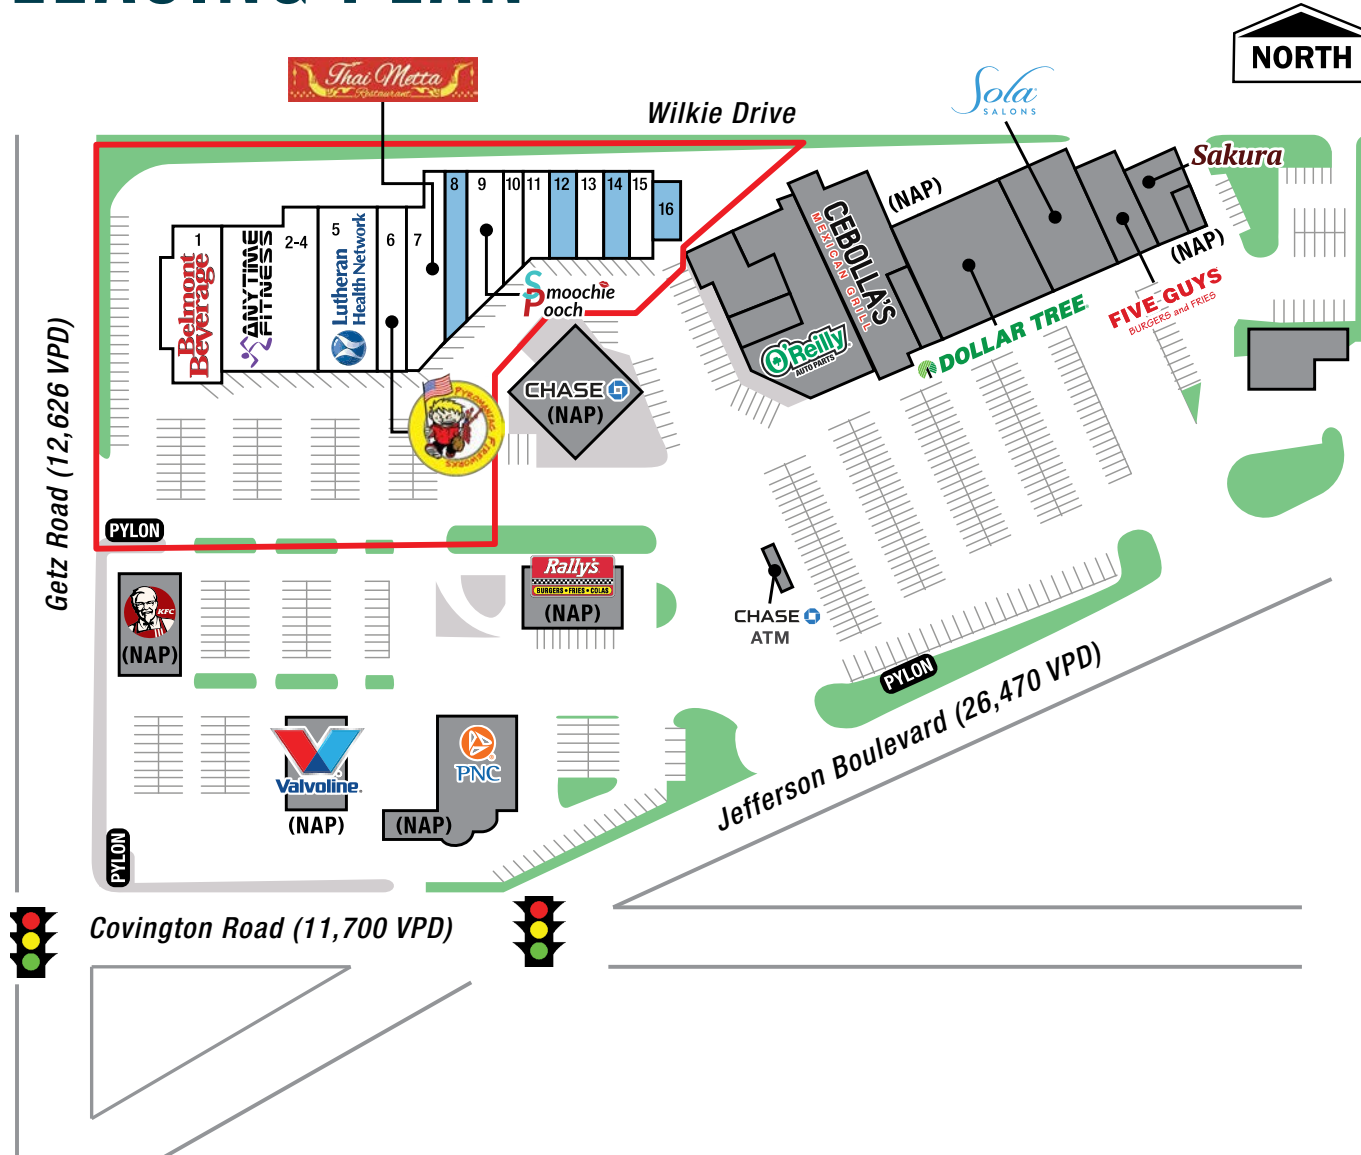 LEASING PLAN
NORTH
Thai Metta
Restaurant
Wilkie Drive
Sola
SALONS
Sakura
(NAP)
(NAP)
1
Belmont
Beverage
ANYTIME
FITNESS
2-4
5
Lutheran
Health Network
6
7
8
9
10
11
12
13
14
15
16
Smoochie
Pooch
CEBOLLA'S
MEXICAN GRILL
O'Reilly
AUTO PARTS
DOLLAR TREE
FIVE GUYS
BURGERS and FRIES
CHASE
(NAP)
PYROMANIAC FIREWORKS
Getz Road (12,626 VPD)
PYLON
KFC
(NAP)
Rally's
BURGERS • FRIES • COLAS
(NAP)
CHASE
ATM
PYLON
Jefferson Boulevard (26,470 VPD)
Valvoline
(NAP)
PNC
(NAP)
PYLON
Covington Road (11,700 VPD)